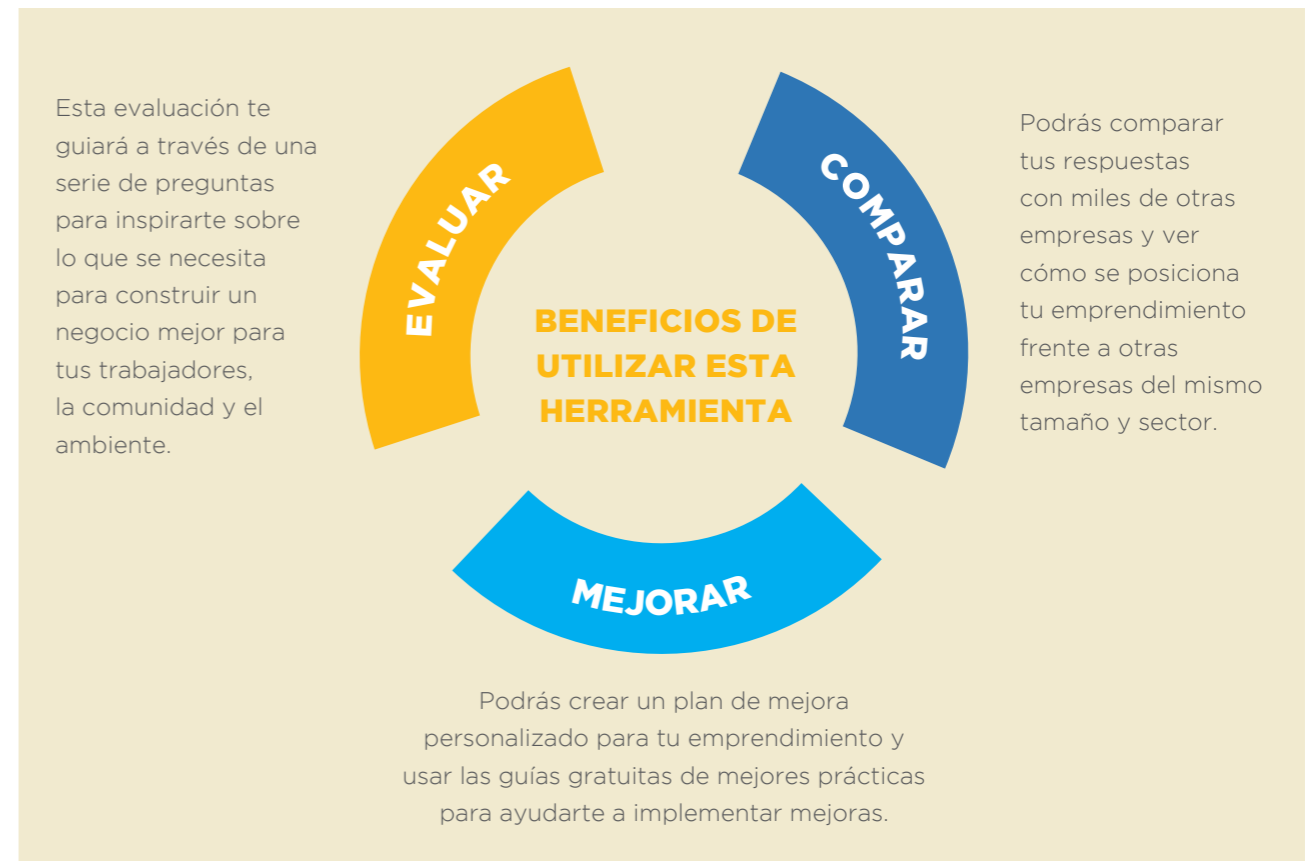 BENEFICIOS DE
UTILIZAR ESTA
HERRAMIENTA
EVALUAR
Esta evaluación te
guiará a través de una
serie de preguntas
para inspirarte sobre
lo que se necesita
para construir un
negocio mejor para
tus trabajadores,
la comunidad y el
ambiente.
COMPARAR
Podrás comparar
tus respuestas
con miles de otras
empresas y ver
cómo se posiciona
tu emprendimiento
frente a otras
empresas del mismo
tamaño y sector.
MEJORAR
Podrás crear un plan de mejora
personalizado para tu emprendimiento y
usar las guías gratuitas de mejores prácticas
para ayudarte a implementar mejoras.